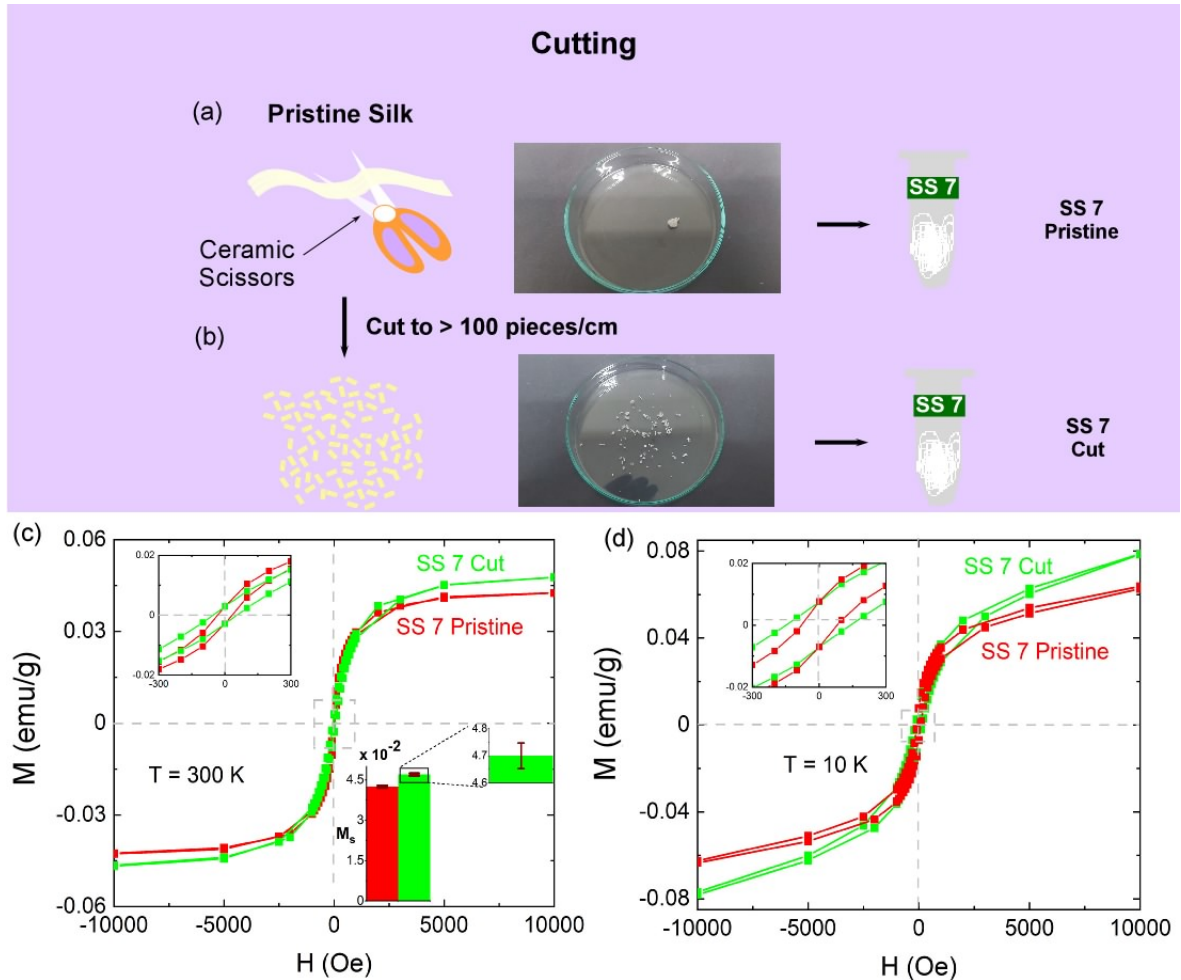 Cutting
(a)
Pristine Silk
Ceramic
Scissors
SS 7
SS 7
Pristine
Cut to > 100 pieces/cm
(b)
SS 7
SS 7
Cut
(c)
0.06
0.03
0
-0.03
-0.06
M (emu/g)
-10000 -5000 0 5000 10000
H (Oe)
SS 7 Cut
SS 7 Pristine
T = 300 K
0.02
0
-0.02
-300 0 300
x 10-2
4.5
3
1.5
0
Ms
4.8
4.7
4.6
(d)
0.08
0.04
0
-0.04
-0.08
M (emu/g)
-10000 -5000 0 5000 10000
H (Oe)
SS 7 Cut
SS 7 Pristine
T = 10 K
0.02
0
-0.02
-300 0 300